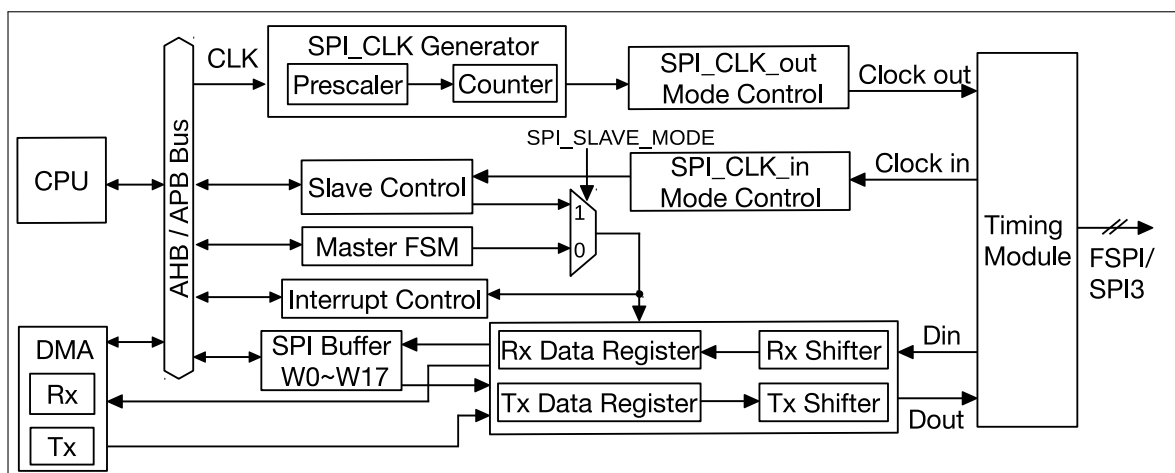 SPI_CLK Generator
CLK
Prescaler
Counter
SPI_CLK_out
Mode Control
Clock out
SPI_SLAVE_MODE
CPU
AHB / APB Bus
Slave Control
1
SPI_CLK_in
Mode Control
Clock in
Master FSM
0
Timing
Module
FSPI/
SPI3
Interrupt Control
DMA
Rx
Tx
SPI Buffer
W0~W17
Rx Data Register
Rx Shifter
Din
Tx Data Register
Tx Shifter
Dout